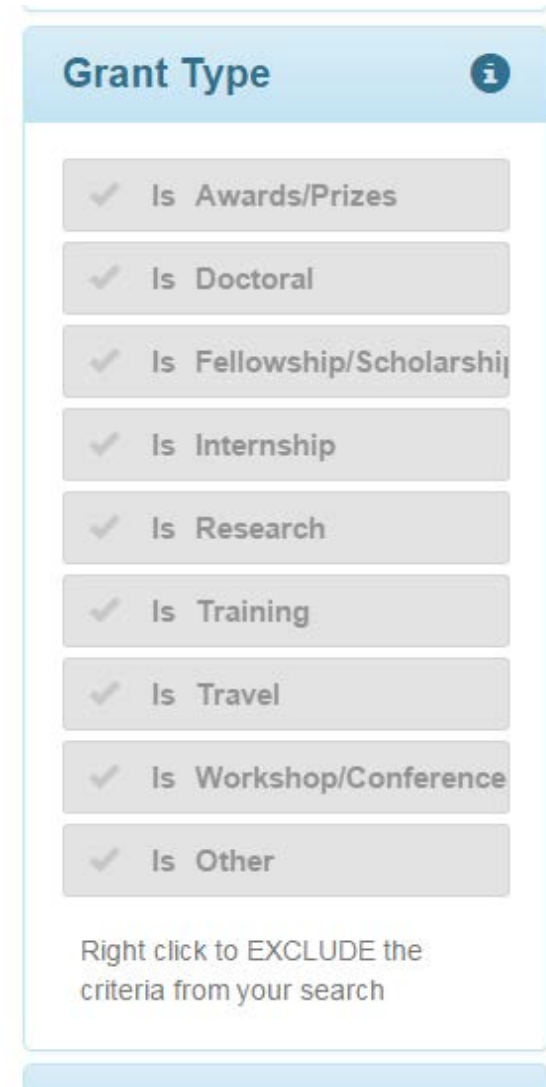 Grant Type
Is Awards/Prizes
Is Doctoral
Is Fellowship/Scholarship
Is Internship
Is Research
Is Training
Is Travel
Is Workshop/Conference
Is Other
Right click to EXCLUDE the
criteria from your search